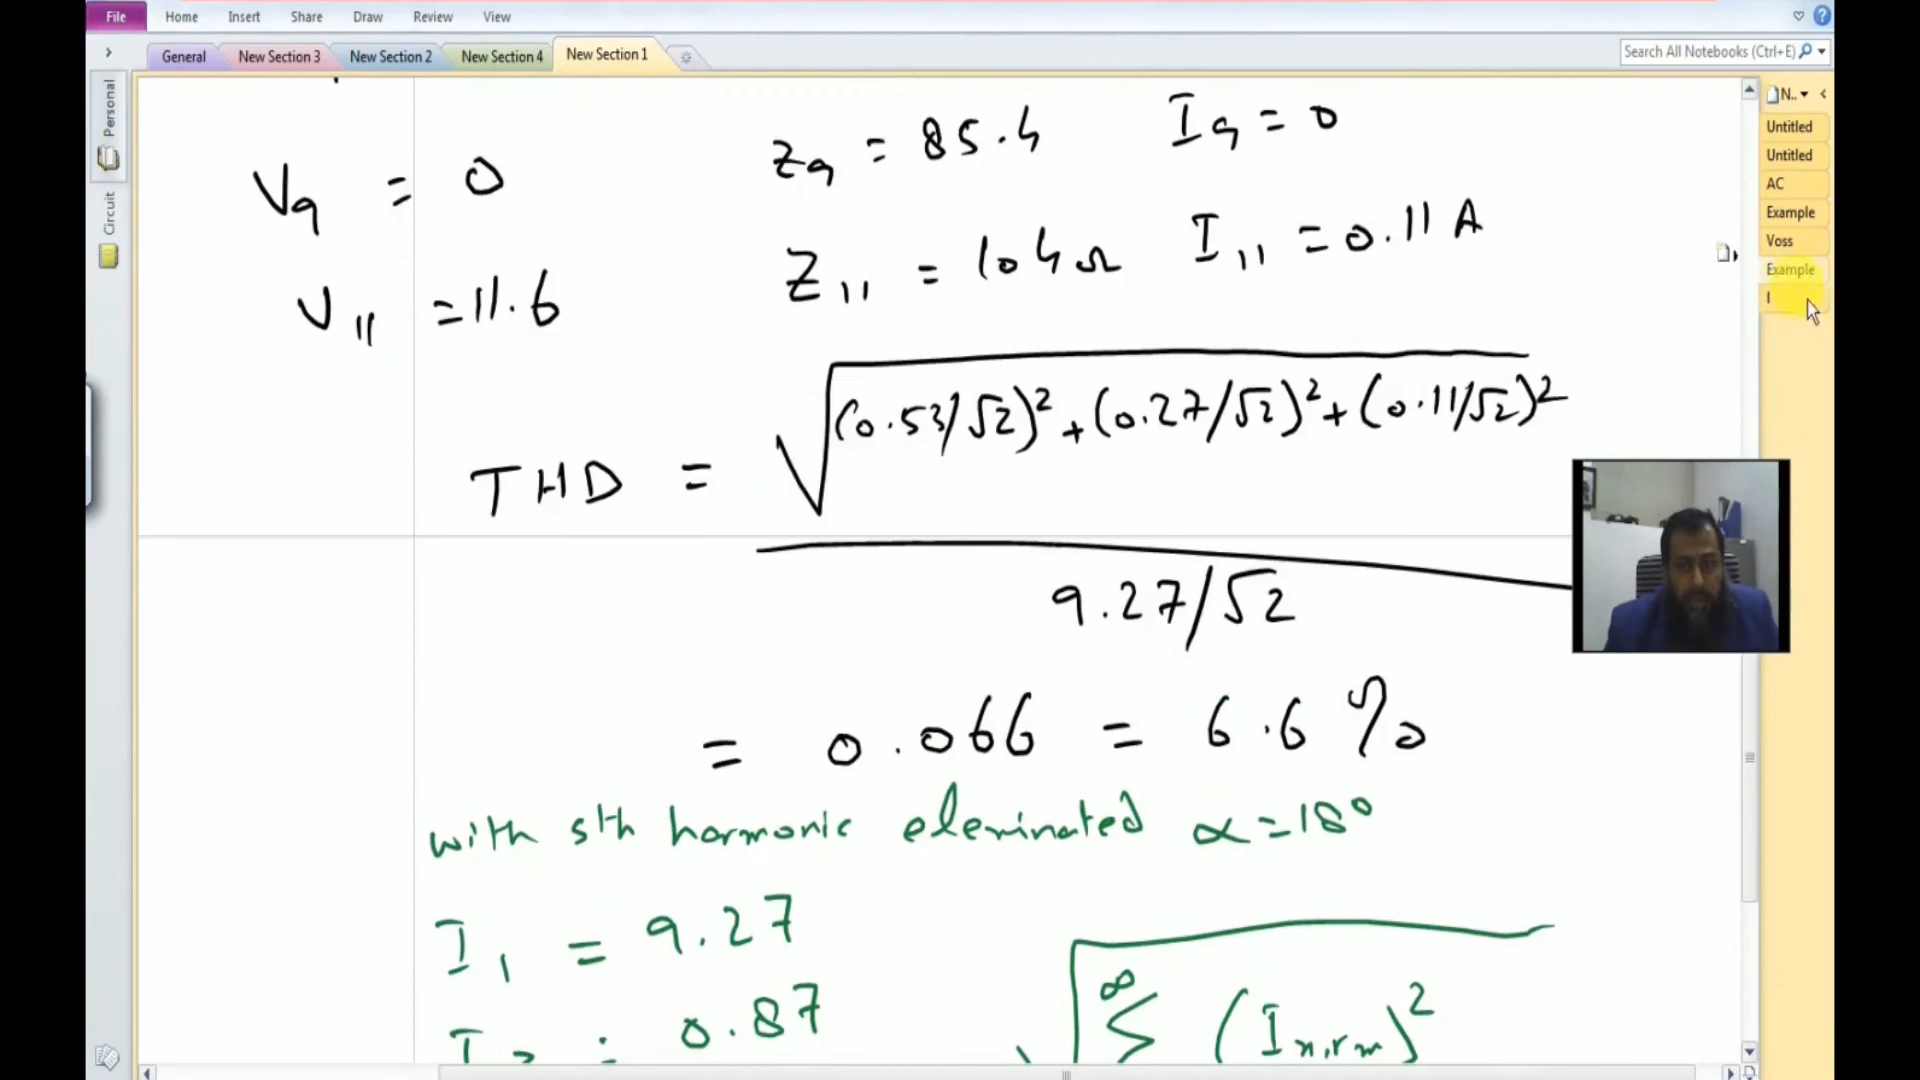 File Home Insert Share Draw Review View
General New Section 3 New Section 2 New Section 4 New Section 1
Search All Notebooks (Ctrl+E)
Personal
Circuit
N..
Untitled
Untitled
AC
Example
Voss
Example
I
V9 = 0 Z9 = 85.4 I9 = 0
V11 = 11.6 Z11 = 104 Ω I11 = 0.11 A
THD = √(0.53/√2)² + (0.27/√2)² + (0.11/√2)²
9.27/√2
= 0.066 = 6.6 %
with 5th harmonic eleminated α = 18°
I1 = 9.27
0.87
∞
Σ (In,rm)²